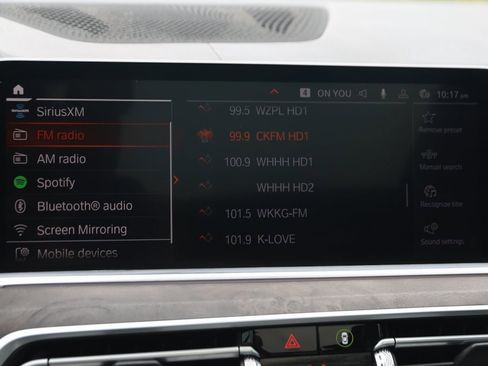 4 ON YOU 10:17 pm
SiriusXM
FM radio
AM radio
Spotify
Bluetooth® audio
Screen Mirroring
Mobile devices
99.5 WZPL HD1
99.9 CKFM HD1
100.9 WHHH HD1
WHHH HD2
101.5 WKKG-FM
101.9 K-LOVE
Remove preset
Manual search
Recognize title
Sound settings